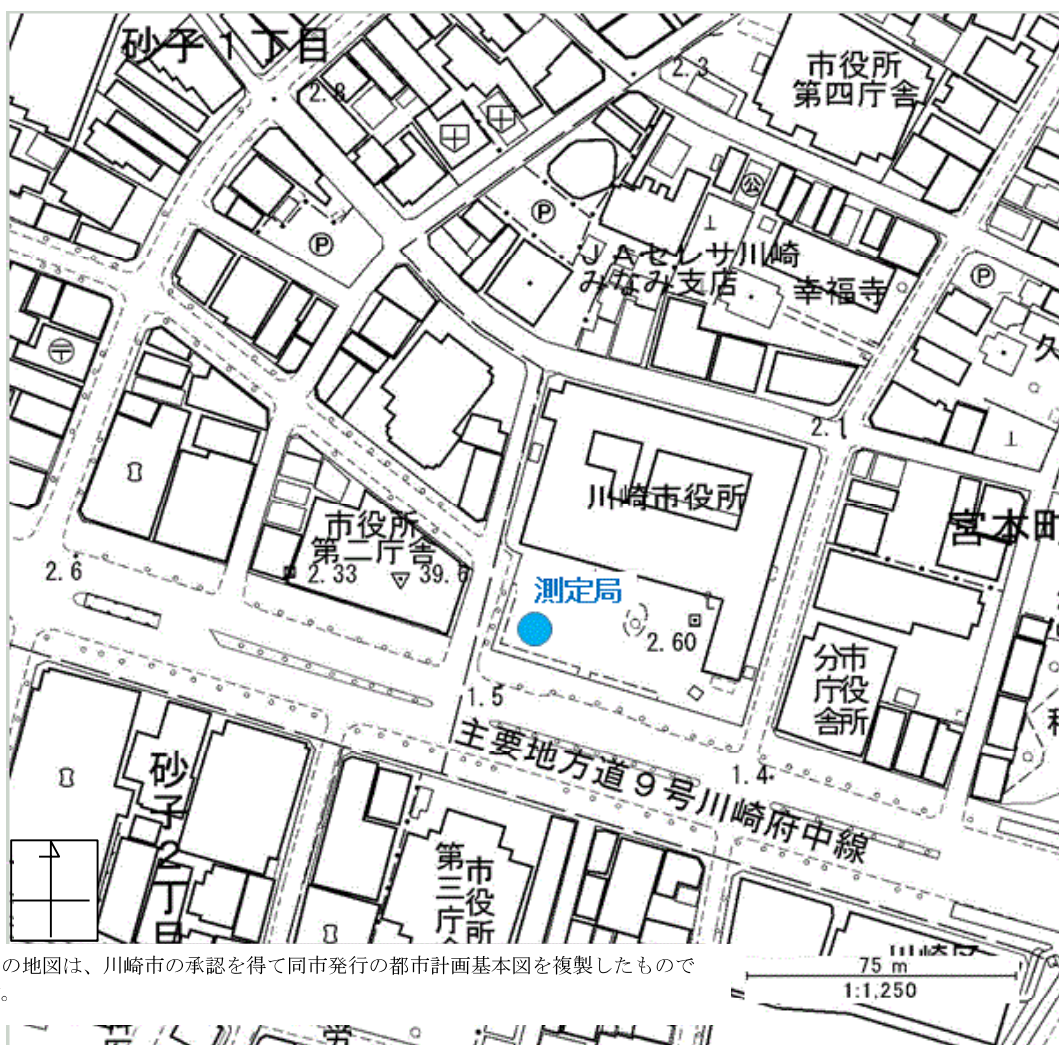 砂子１丁目
市役所
第四庁舎
2.3
2.8
公
P
P
ＪＡセレサ川崎
みなみ支店
幸福寺
P
久
2.1
川崎市役所
宮本町
市役所
第二庁舎
2.6
2.33
39.6
測定局
2.60
市役所
分庁舎
1.5
主要地方道９号川崎府中線
1.4
砂子２丁目
市役所
第三庁舎
の地図は、川崎市の承認を得て同市発行の都市計画基本図を複製したもので
。
75 m
1:1,250